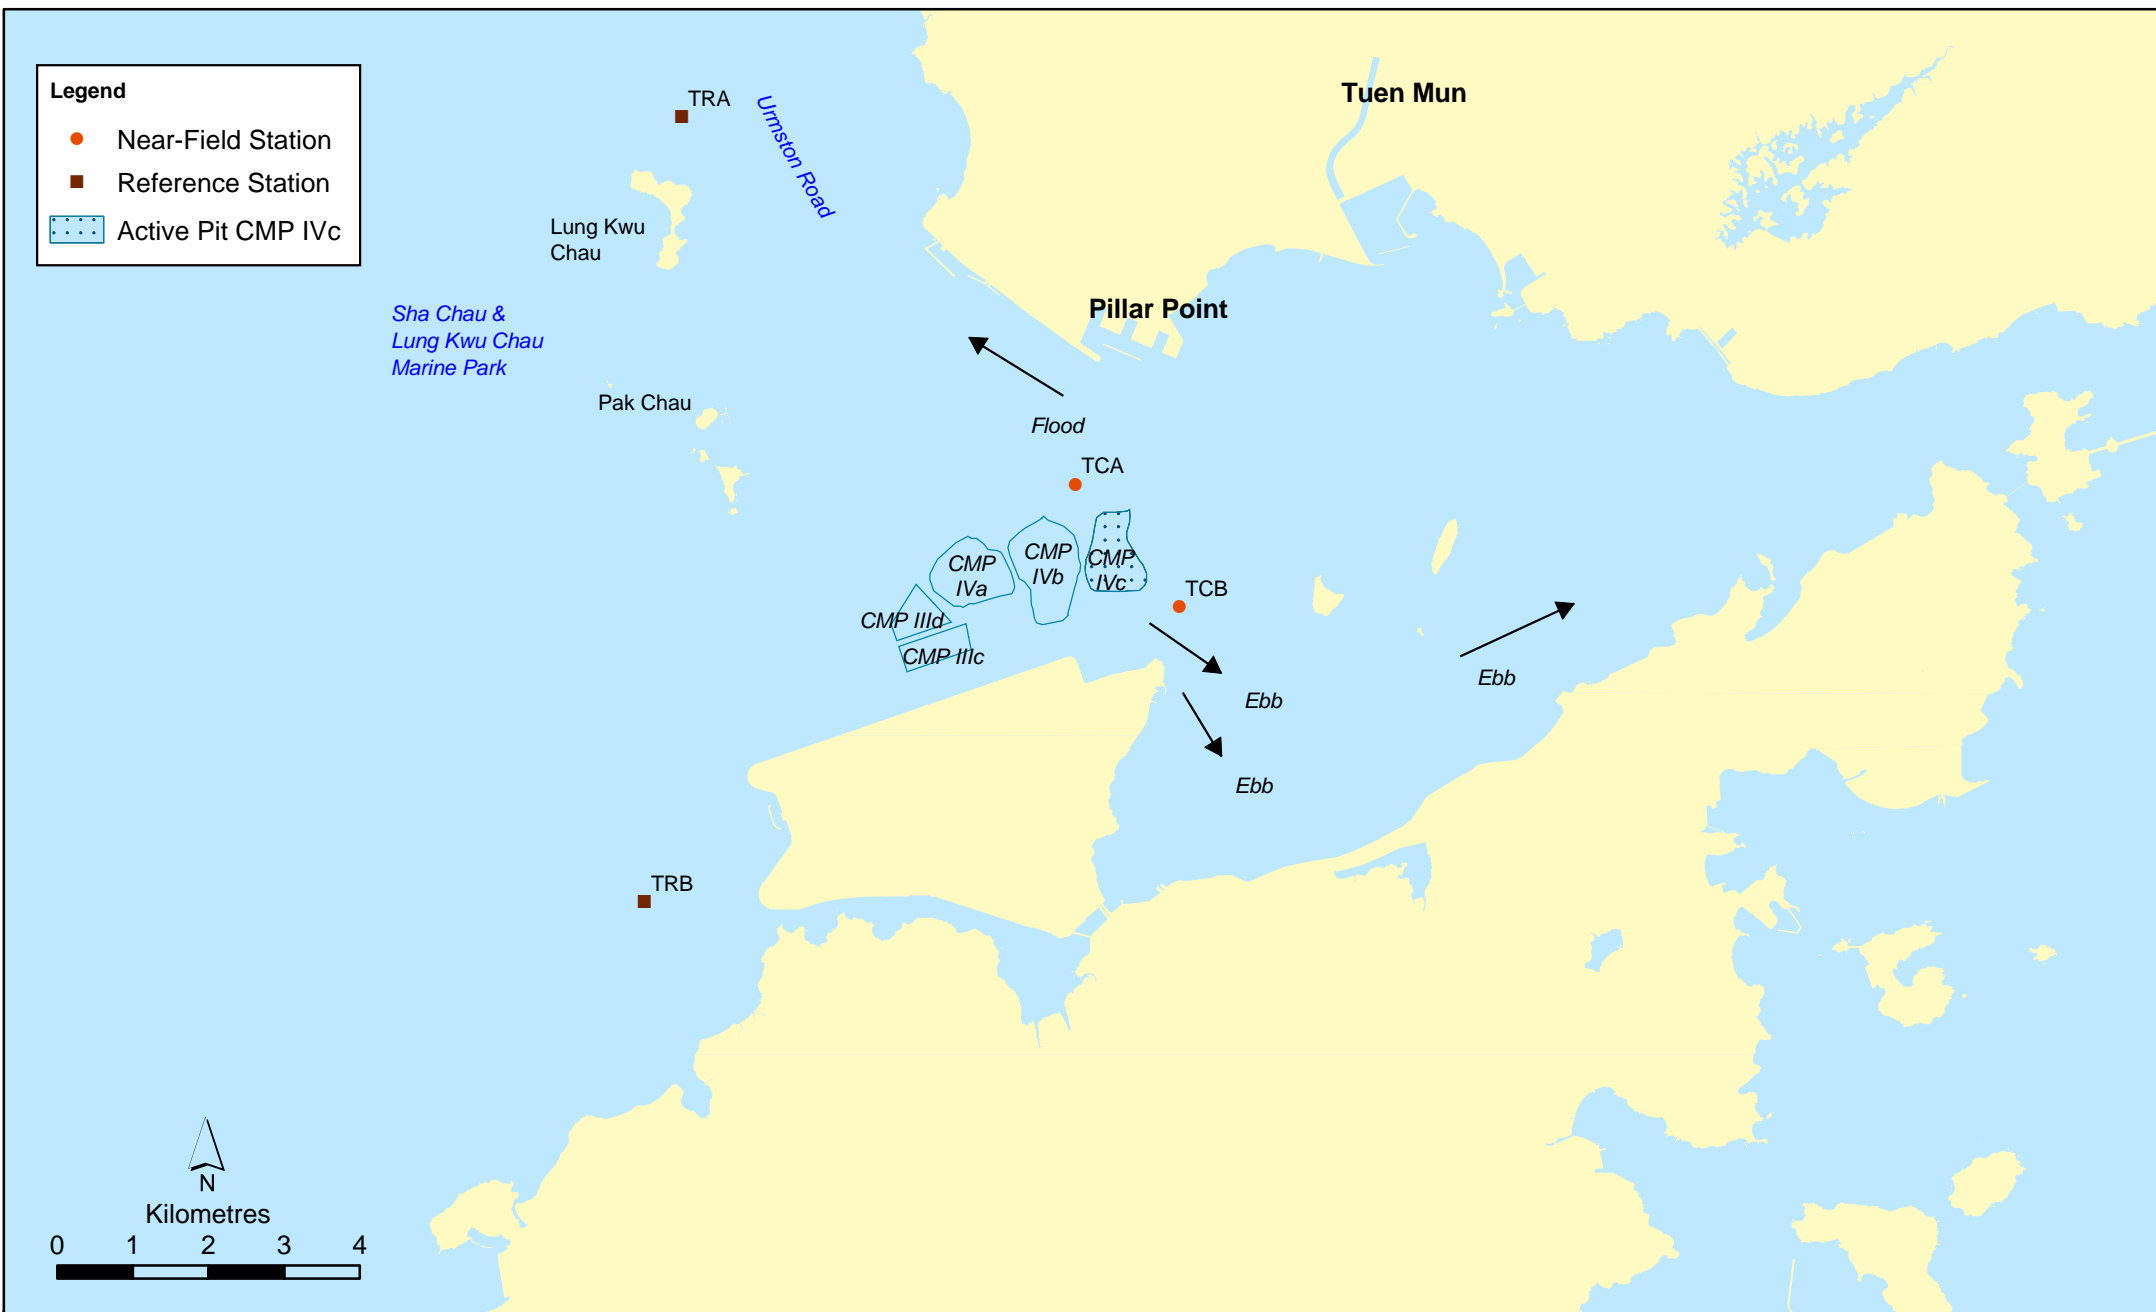 Legend
Near-Field Station
Reference Station
Active Pit CMP IVc
TRA
Urmston Road
Tuen Mun
Lung Kwu
Chau
Sha Chau &
Lung Kwu Chau
Marine Park
Pillar Point
Pak Chau
Flood
TCA
CMP
IVa
CMP
IVb
CMP
IVc
TCB
CMP IIId
CMP IIIc
Ebb
Ebb
Ebb
TRB
N
Kilometres
0 1 2 3 4